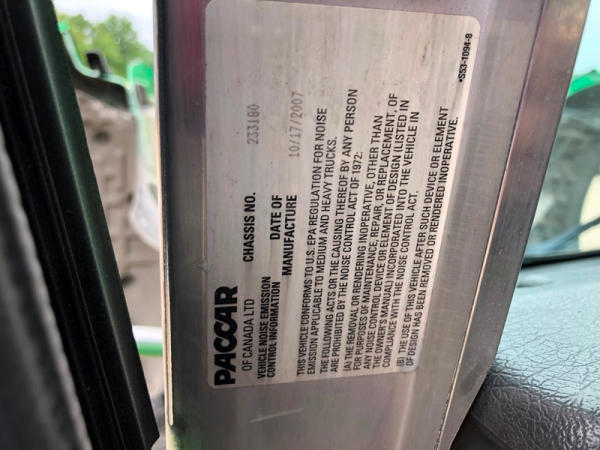 PACCAR
OF CANADA LTD
VEHICLE NOISE EMISSION
CONTROL INFORMATION
CHASSIS NO. 233180
DATE OF
MANUFACTURE 10/17/2007
THIS VEHICLE CONFORMS TO U.S. EPA REGULATION FOR NOISE
EMISSION APPLICABLE TO MEDIUM AND HEAVY TRUCKS.
THE FOLLOWING ACTS OR THE CAUSING THEREOF BY ANY PERSON
ARE PROHIBITED BY THE NOISE CONTROL ACT OF 1972:
(A) THE REMOVAL OR RENDERING INOPERATIVE, OTHER THAN
FOR PURPOSES OF MAINTENANCE, REPAIR, OR REPLACEMENT, OF
ANY NOISE CONTROL DEVICE OR ELEMENT OF DESIGN (LISTED IN
THE OWNER'S MANUAL) INCORPORATED INTO THE VEHICLE IN
COMPLIANCE WITH THE NOISE CONTROL ACT.
(B) THE USE OF THIS VEHICLE AFTER SUCH DEVICE OR ELEMENT
OF DESIGN HAS BEEN REMOVED OR RENDERED INOPERATIVE.
*S53-1094-8